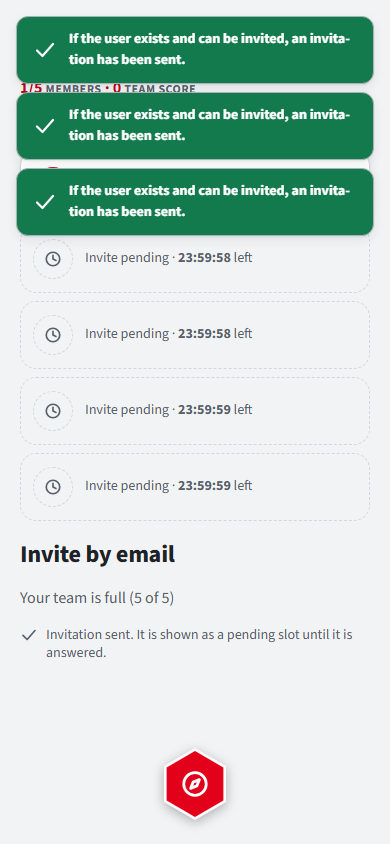 If the user exists and can be invited, an invita-
tion has been sent.
1/5 MEMBERS • 0 TEAM SCORE
If the user exists and can be invited, an invita-
tion has been sent.
If the user exists and can be invited, an invita-
tion has been sent.
Invite pending · 23:59:58 left
Invite pending · 23:59:58 left
Invite pending · 23:59:59 left
Invite pending · 23:59:59 left
Invite by email
Your team is full (5 of 5)
Invitation sent. It is shown as a pending slot until it is
answered.